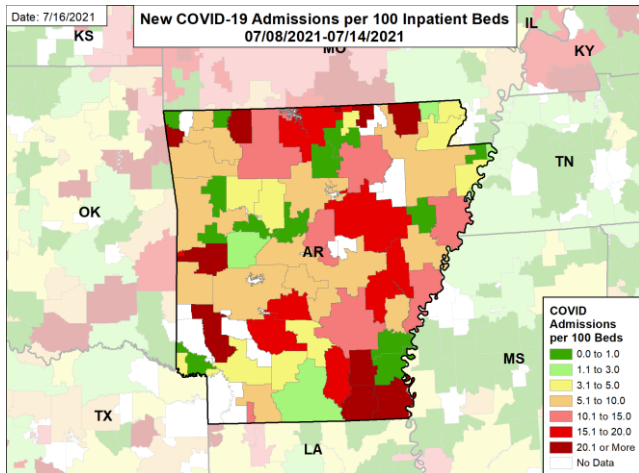 Date: 7/16/2021
New COVID-19 Admissions per 100 Inpatient Beds
07/08/2021-07/14/2021
KS
MO
IL
KY
TN
OK
AR
MS
TX
LA
COVID
Admissions
per 100 Beds
0.0 to 1.0
1.1 to 3.0
3.1 to 5.0
5.1 to 10.0
10.1 to 15.0
15.1 to 20.0
20.1 or More
No Data